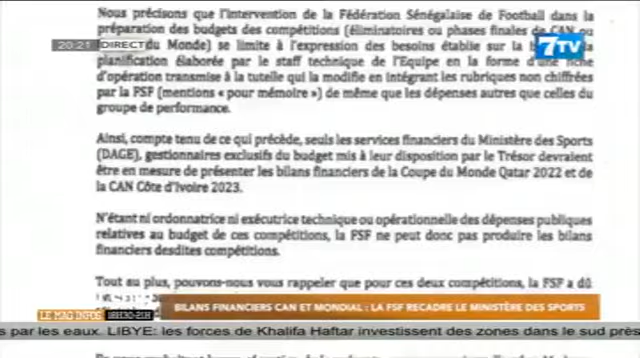 Nous précisons que l'intervention de la Fédération Sénégalaise de Football dans la
préparation des budgets des compétitions (éliminatoires ou phases finales de CAN ou
20:21 DIRECT du Monde) se limite à l'expression des besoins établie sur la
7TV
planification élaborée par le staff technique de l'Equipe en la forme d'une fiche
d'opération transmise à la tutelle qui la modifie en intégrant les rubriques non chiffrées
par la FSF (mentions « pour mémoire ») de même que les dépenses autres que celles du
groupe de performance.
Ainsi, compte tenu de ce qui précède, seuls les services financiers du Ministère des Sports
(DAGE), gestionnaires exclusifs du budget mis à leur disposition par le Trésor devraient
être en mesure de présenter les bilans financiers de la Coupe du Monde Qatar 2022 et de
la CAN Côte d'Ivoire 2023.
N'étant ni ordonnatrice ni exécutrice technique ou opérationnelle des dépenses publiques
relatives au budget de ces compétitions, la FSF ne peut donc pas produire les bilans
financiers desdites compétitions.
Tout au plus, pouvons-nous vous rappeler que pour ces deux compétitions, la FSF a dû
BILANS FINANCIERS CAN ET MONDIAL : LA FSF RECADRE LE MINISTÈRE DES SPORTS
LE MAG INFOS 18H30-21H
s par les eaux. LIBYE: les forces de Khalifa Haftar investissent des zones dans le sud près